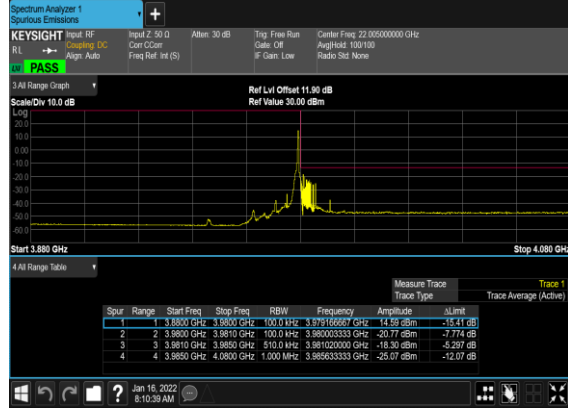 Spectrum Analyzer 1
Spurious Emissions
+
KEYSIGHT Input: RF Input Z: 50 Ω Atten: 30 dB Trig: Free Run Center Freq: 22.005000000 GHz
RL Coupling: DC Corr CCorr Gate: Off Avg|Hold: 100/100
Align: Auto Freq Ref: Int (S) IF Gain: Low Radio Std: None
PASS
3 All Range Graph
Ref Lvl Offset 11.90 dB
Scale/Div 10.0 dB Ref Value 30.00 dBm
Log
20.0
10.0
0.00
-10.0
-20.0
-30.0
-40.0
-50.0
-60.0
Start 3.880 GHz Stop 4.080 GHz
4 All Range Table
Measure Trace Trace 1
Trace Type Trace Average (Active)
Spur Range Start Freq Stop Freq RBW Frequency Amplitude ΔLimit
1 1 3.8800 GHz 3.9800 GHz 100.0 kHz 3.979166667 GHz 14.59 dBm -15.41 dB
2 2 3.9800 GHz 3.9810 GHz 100.0 kHz 3.980003333 GHz -20.77 dBm -7.774 dB
3 3 3.9810 GHz 3.9850 GHz 510.0 kHz 3.981020000 GHz -18.30 dBm -5.297 dB
4 4 3.9850 GHz 4.0800 GHz 1.000 MHz 3.985633333 GHz -25.07 dBm -12.07 dB
?
Jan 16, 2022
8:10:39 AM